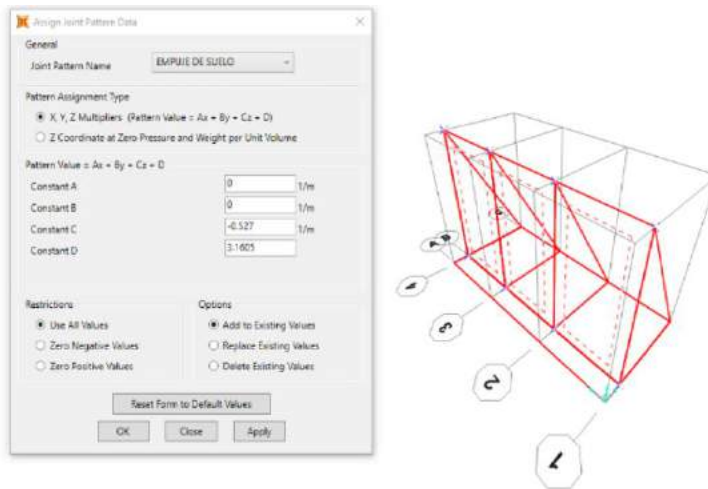 Assign Joint Pattern Data
General
Joint Pattern Name EMPUJE DE SUELO
Pattern Assignment Type
X, Y, Z Multipliers (Pattern Value = Ax + By + Cz + D)
Z Coordinate at Zero Pressure and Weight per Unit Volume
Pattern Value = Ax + By + Cz + D
Constant A 0 1/m
Constant B 0 1/m
Constant C -0.527 1/m
Constant D 3.1605
Restrictions
Use All Values
Zero Negative Values
Zero Positive Values
Options
Add to Existing Values
Replace Existing Values
Delete Existing Values
Reset Form to Default Values
OK Close Apply
A B
4
3
2
1